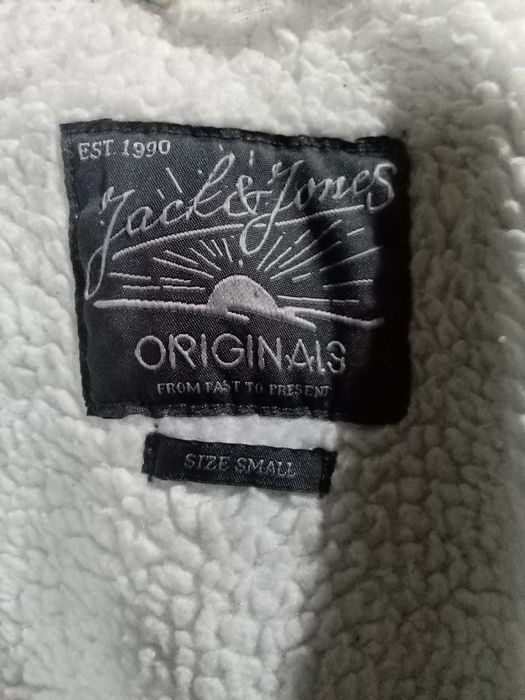 EST. 1990
Jack & Jones
ORIGINALS
FROM PAST TO PRESENT
SIZE SMALL